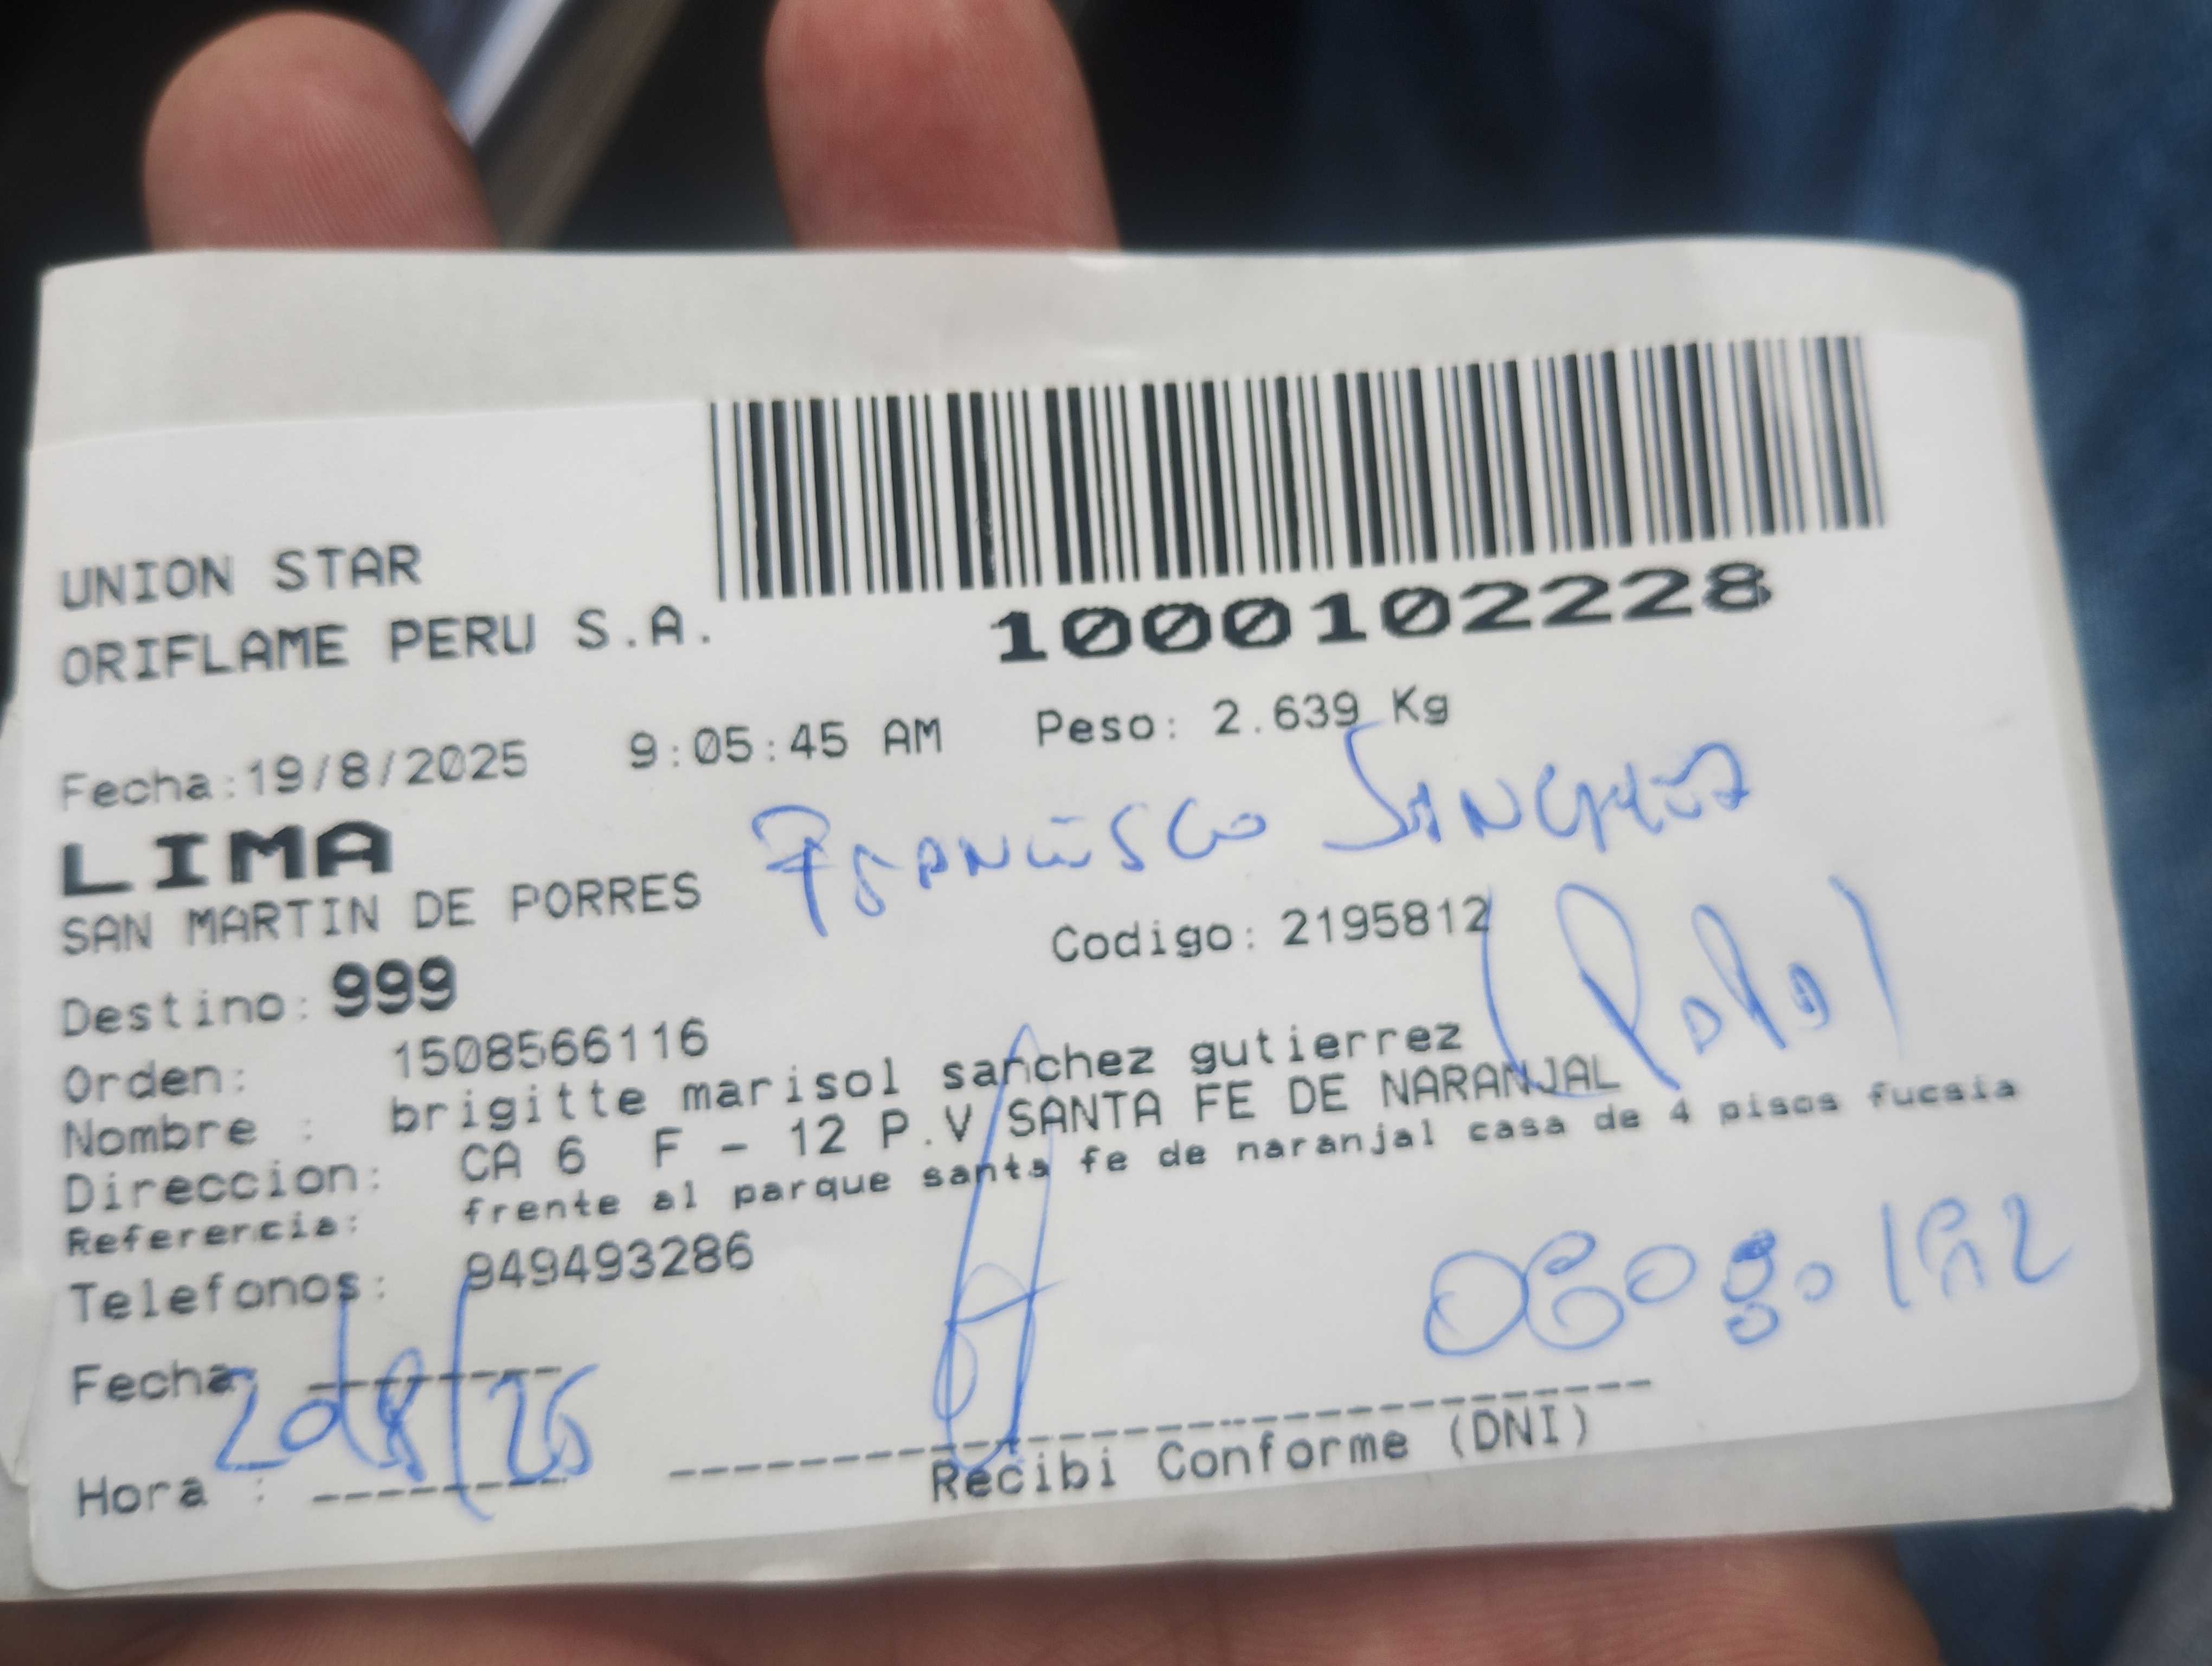 UNION STAR
ORIFLAME PERU S.A.
1000102228
Fecha:19/8/2025 9:05:45 AM Peso: 2.639 Kg
LIMA
FRANCISCO SANCHEZ
SAN MARTIN DE PORRES
Codigo: 2195812
Destino: 999
Orden: 1508566116
Nombre : brigitte marisol sanchez gutierrez
Direccion: CA 6 F - 12 P.V SANTA FE DE NARANJAL
Referercia: frente al parque santa fe de naranjal casa de 4 pisos fucsia
Telefonos: 949493286
Fecha:
Hora :
Recibi Conforme (DNI)